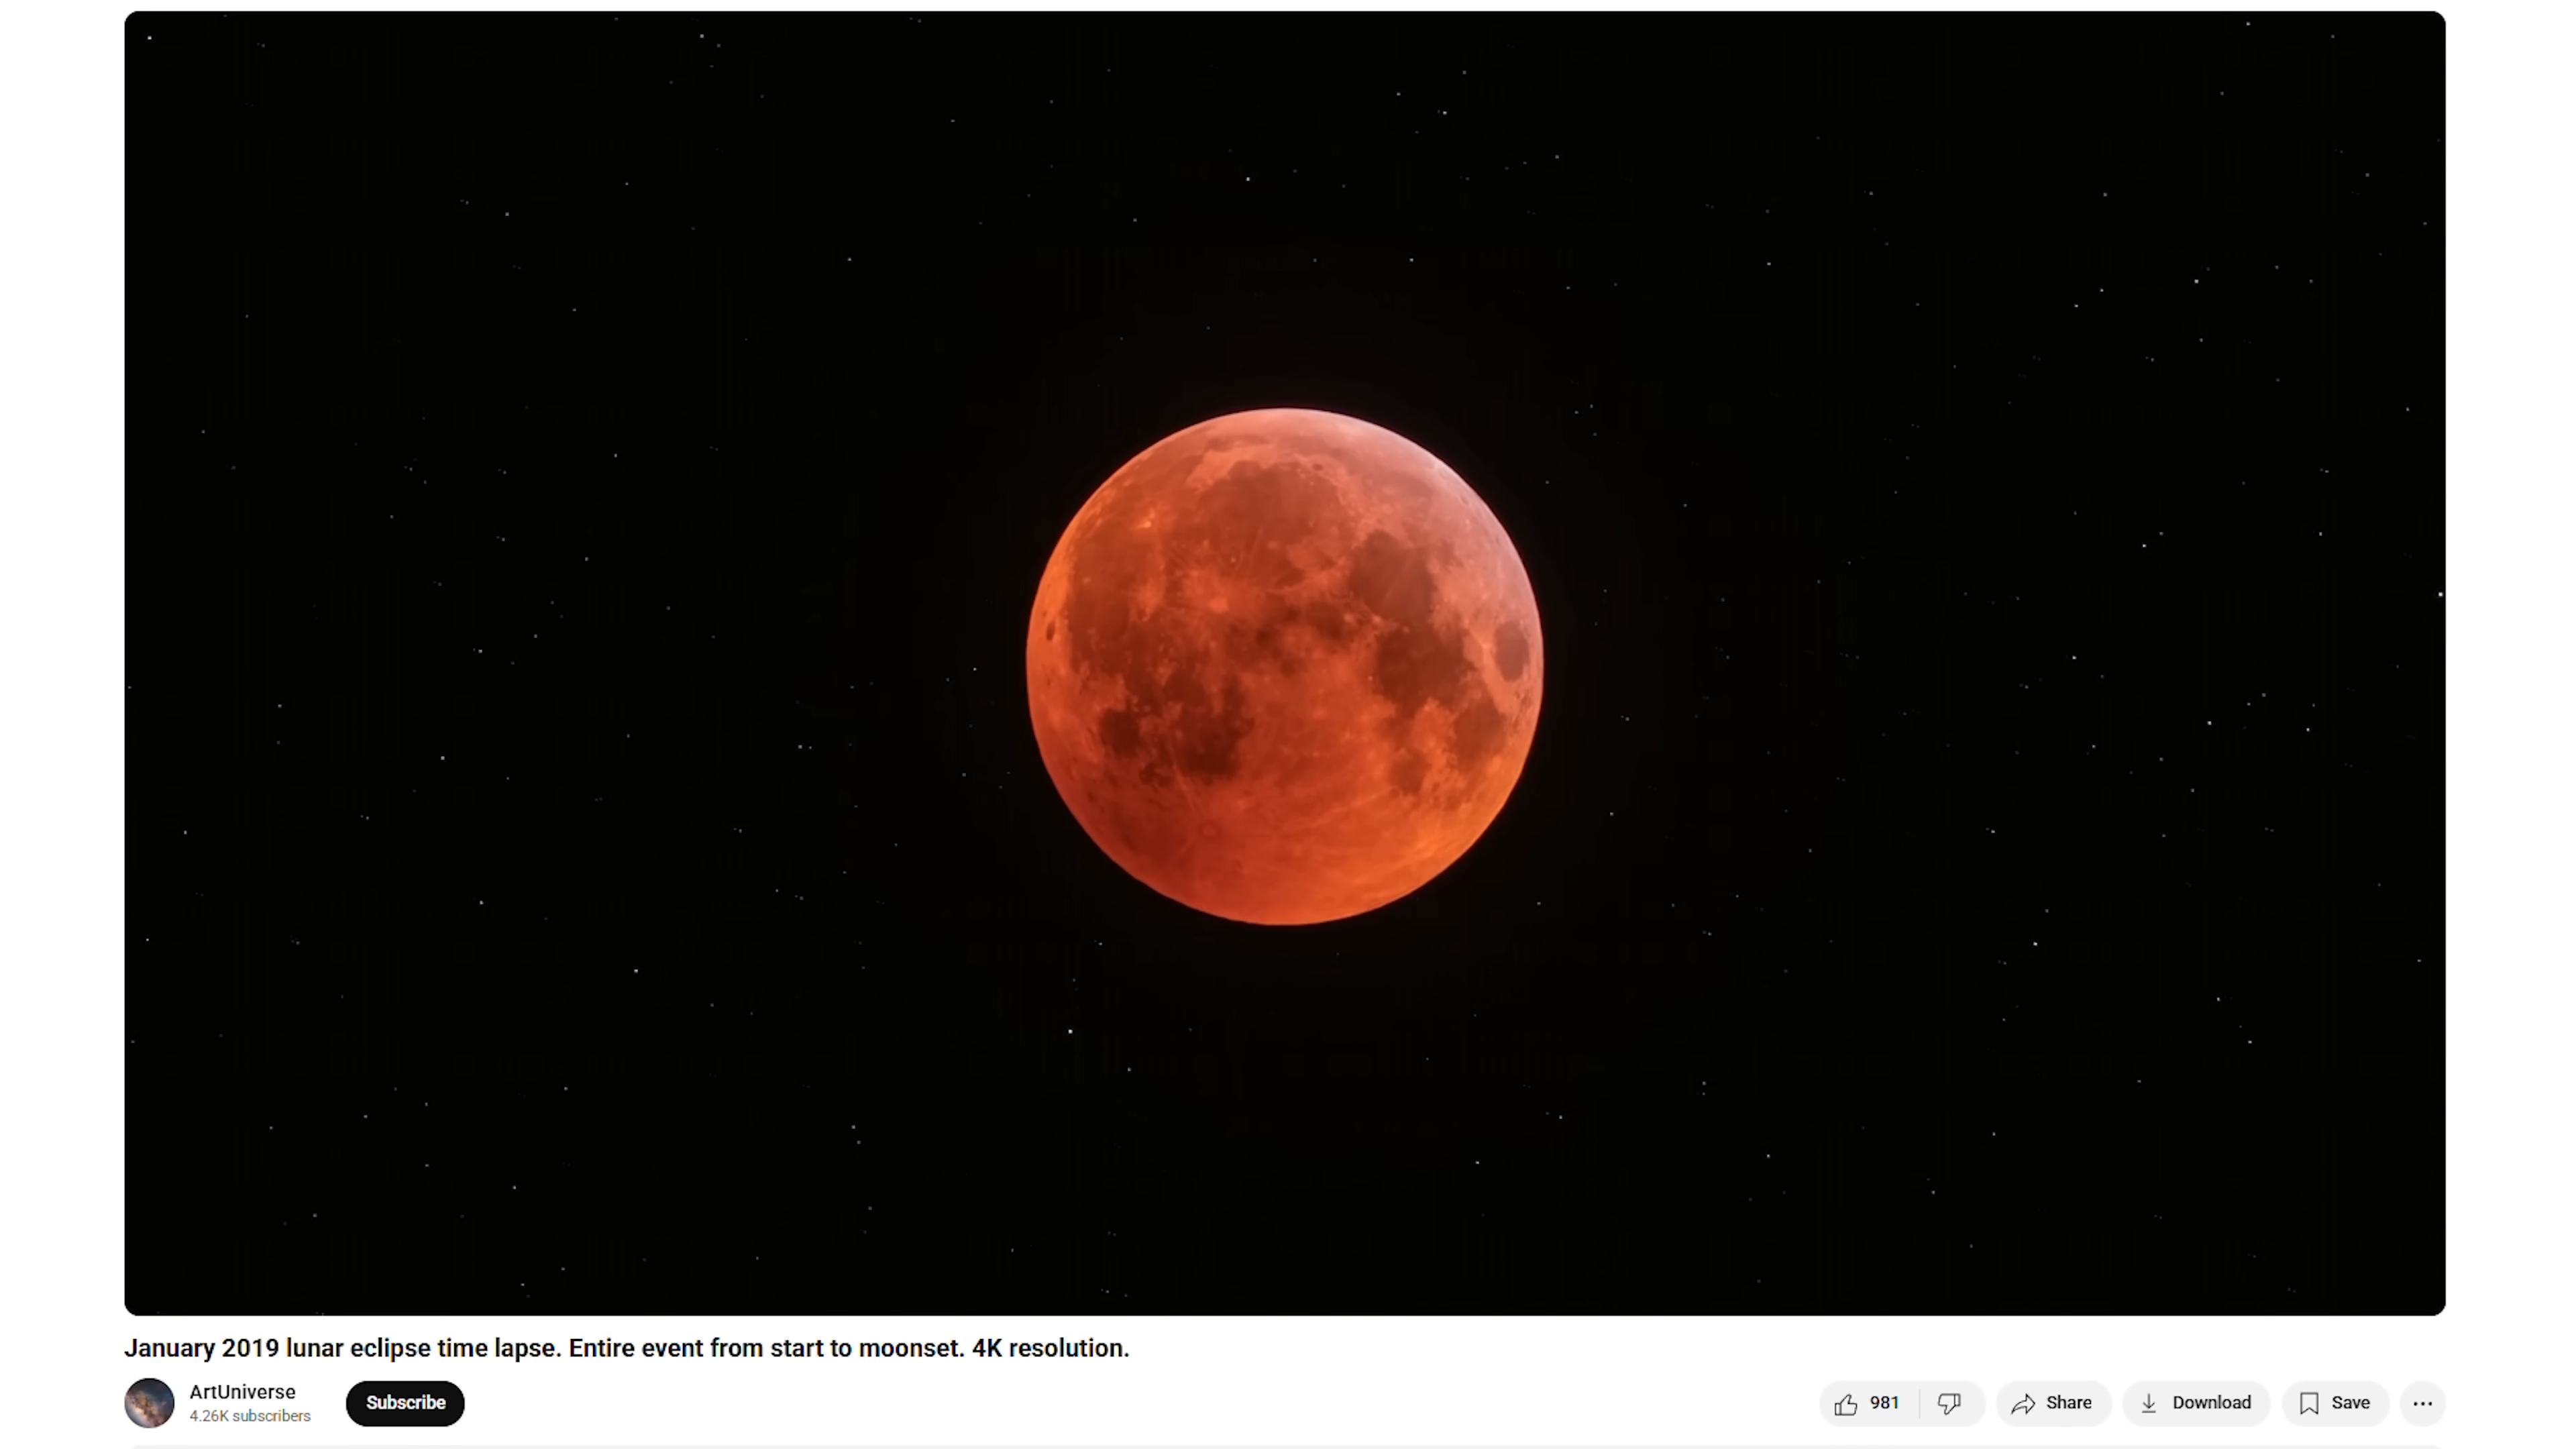 January 2019 lunar eclipse time lapse. Entire event from start to moonset. 4K resolution.
ArtUniverse
4.26K subscribers
Subscribe
981
Share
Download
Save